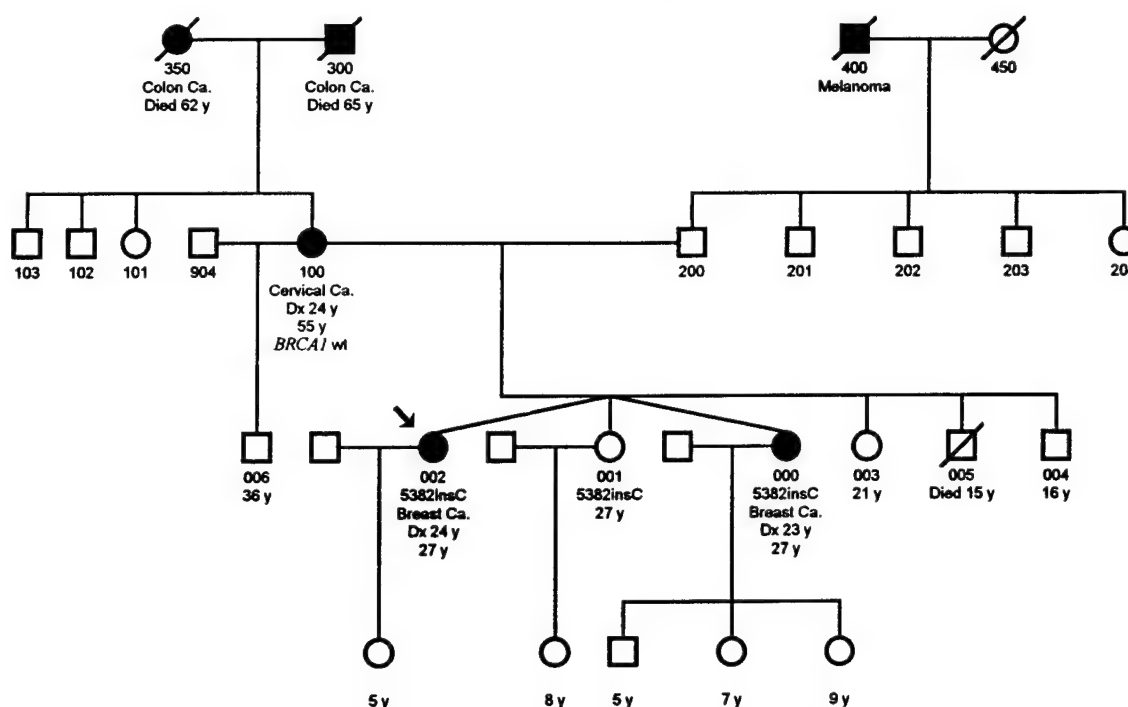 350
Colon Ca.
Died 62 y
300
Colon Ca.
Died 65 y
400
Melanoma
450
103
102
101
904
100
Cervical Ca.
Dx 24 y
55 y
BRCA1 wt
200
201
202
203
20
006
36 y
002
5382InsC
Breast Ca.
Dx 24 y
27 y
001
5382insC
27 y
000
5382insC
Breast Ca.
Dx 23 y
27 y
003
21 y
005
Died 15 y
004
16 y
5 y
8 y
5 y
7 y
9 y